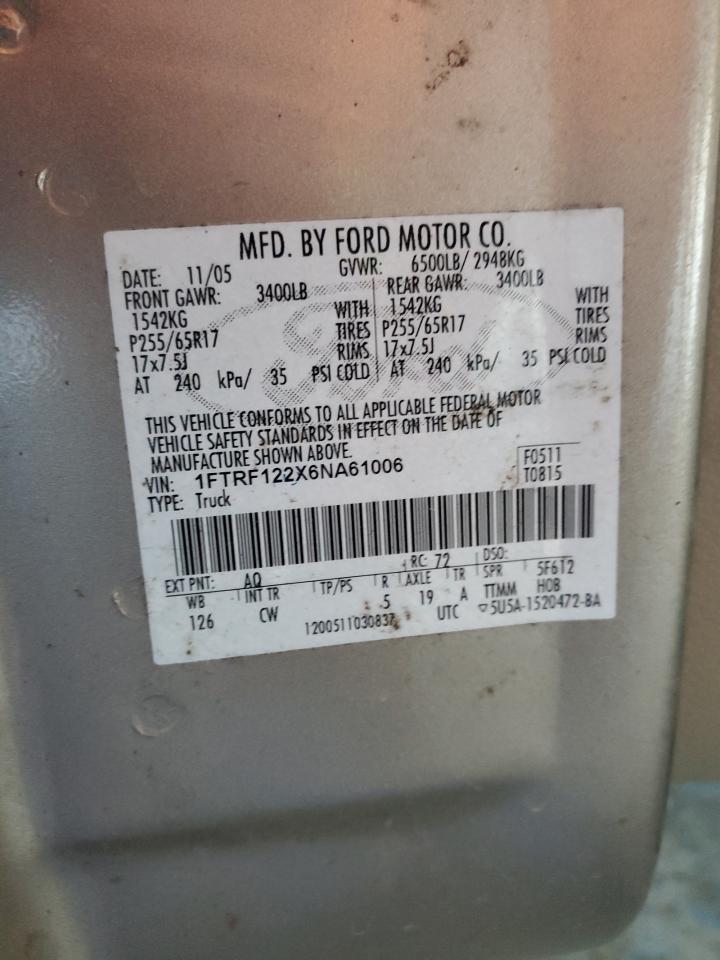 MFD. BY FORD MOTOR CO.
DATE: 11/05 GVWR: 6500LB/ 2948KG
FRONT GAWR: 3400LB REAR GAWR: 3400LB
1542KG WITH 1542KG WITH
P255/65R17 TIRES P255/65R17 TIRES
17x7.5J RIMS 17x7.5J RIMS
AT 240 kPa/ 35 PSI COLD AT 240 kPa/ 35 PSI COLD
THIS VEHICLE CONFORMS TO ALL APPLICABLE FEDERAL MOTOR
VEHICLE SAFETY STANDARDS IN EFFECT ON THE DATE OF
MANUFACTURE SHOWN ABOVE.
VIN: 1FTRF122X6NA61006 F0511
TYPE: Truck T0815
EXT PNT: AQ RC: 72 DSO:
WB INT TR TP/PS R AXLE TR SPR 5F612
126 CW 5 19 A TTMM HOB
1200511030837 UTC 5U5A-1520472-BA